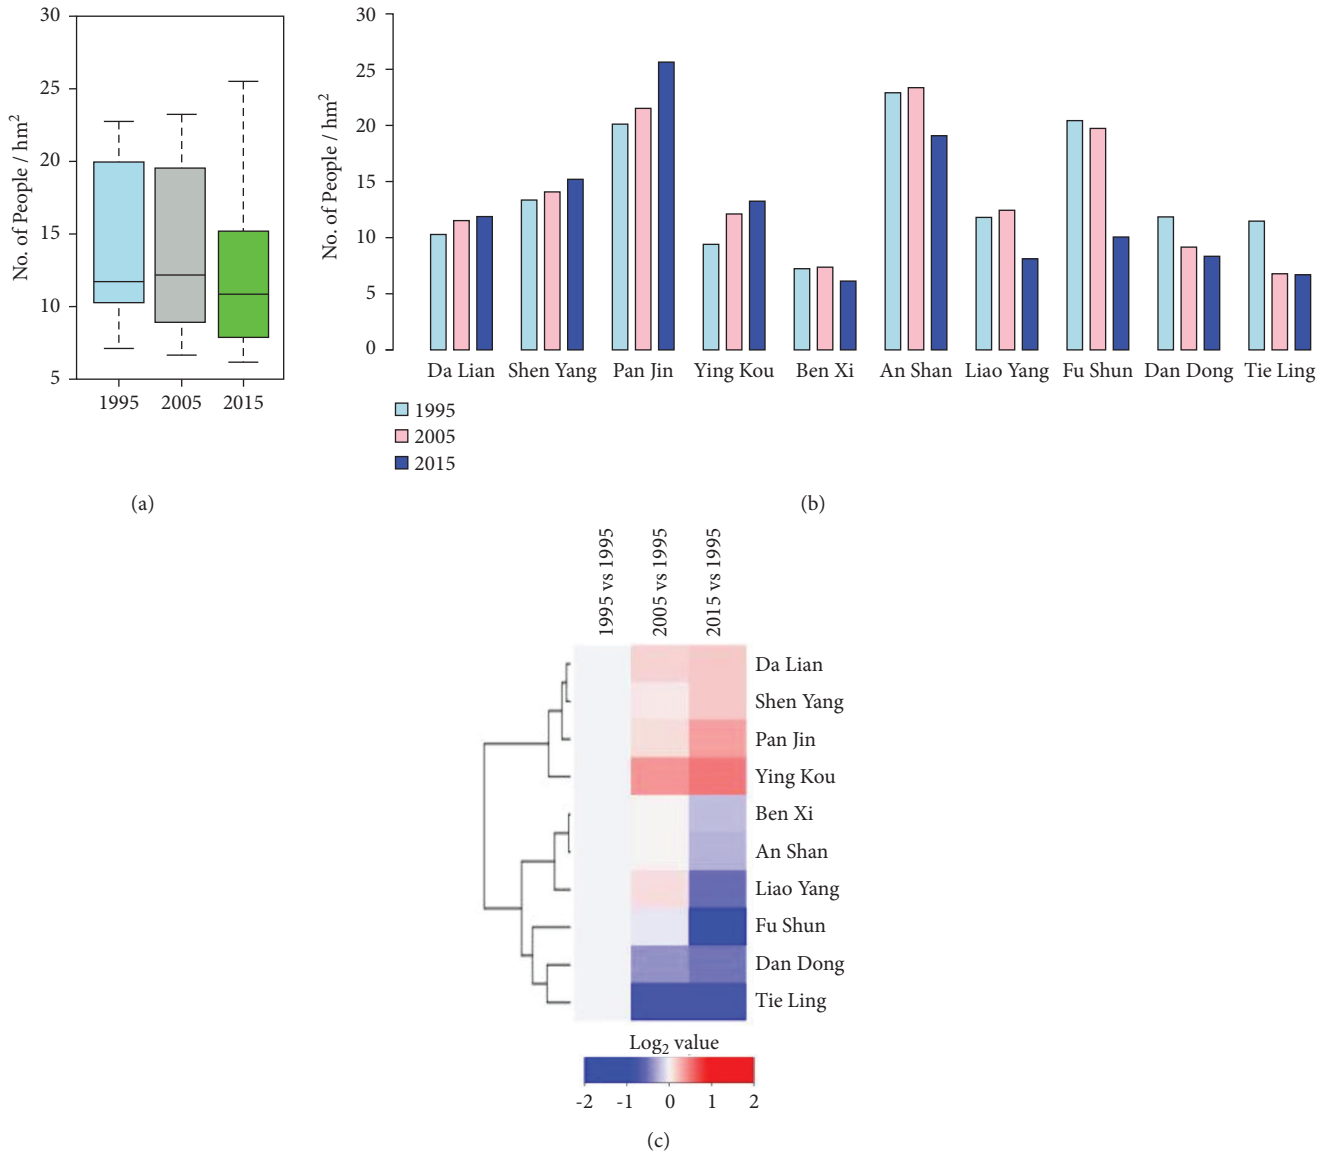 No. of People / hm2
30
25
20
15
10
5
1995 2005 2015
(a)
No. of People / hm2
30
25
20
15
10
5
0
Da Lian Shen Yang Pan Jin Ying Kou Ben Xi An Shan Liao Yang Fu Shun Dan Dong Tie Ling
1995
2005
2015
(b)
1995 vs 1995
2005 vs 1995
2015 vs 1995
Da Lian
Shen Yang
Pan Jin
Ying Kou
Ben Xi
An Shan
Liao Yang
Fu Shun
Dan Dong
Tie Ling
Log2 value
-2 -1 0 1 2
(c)